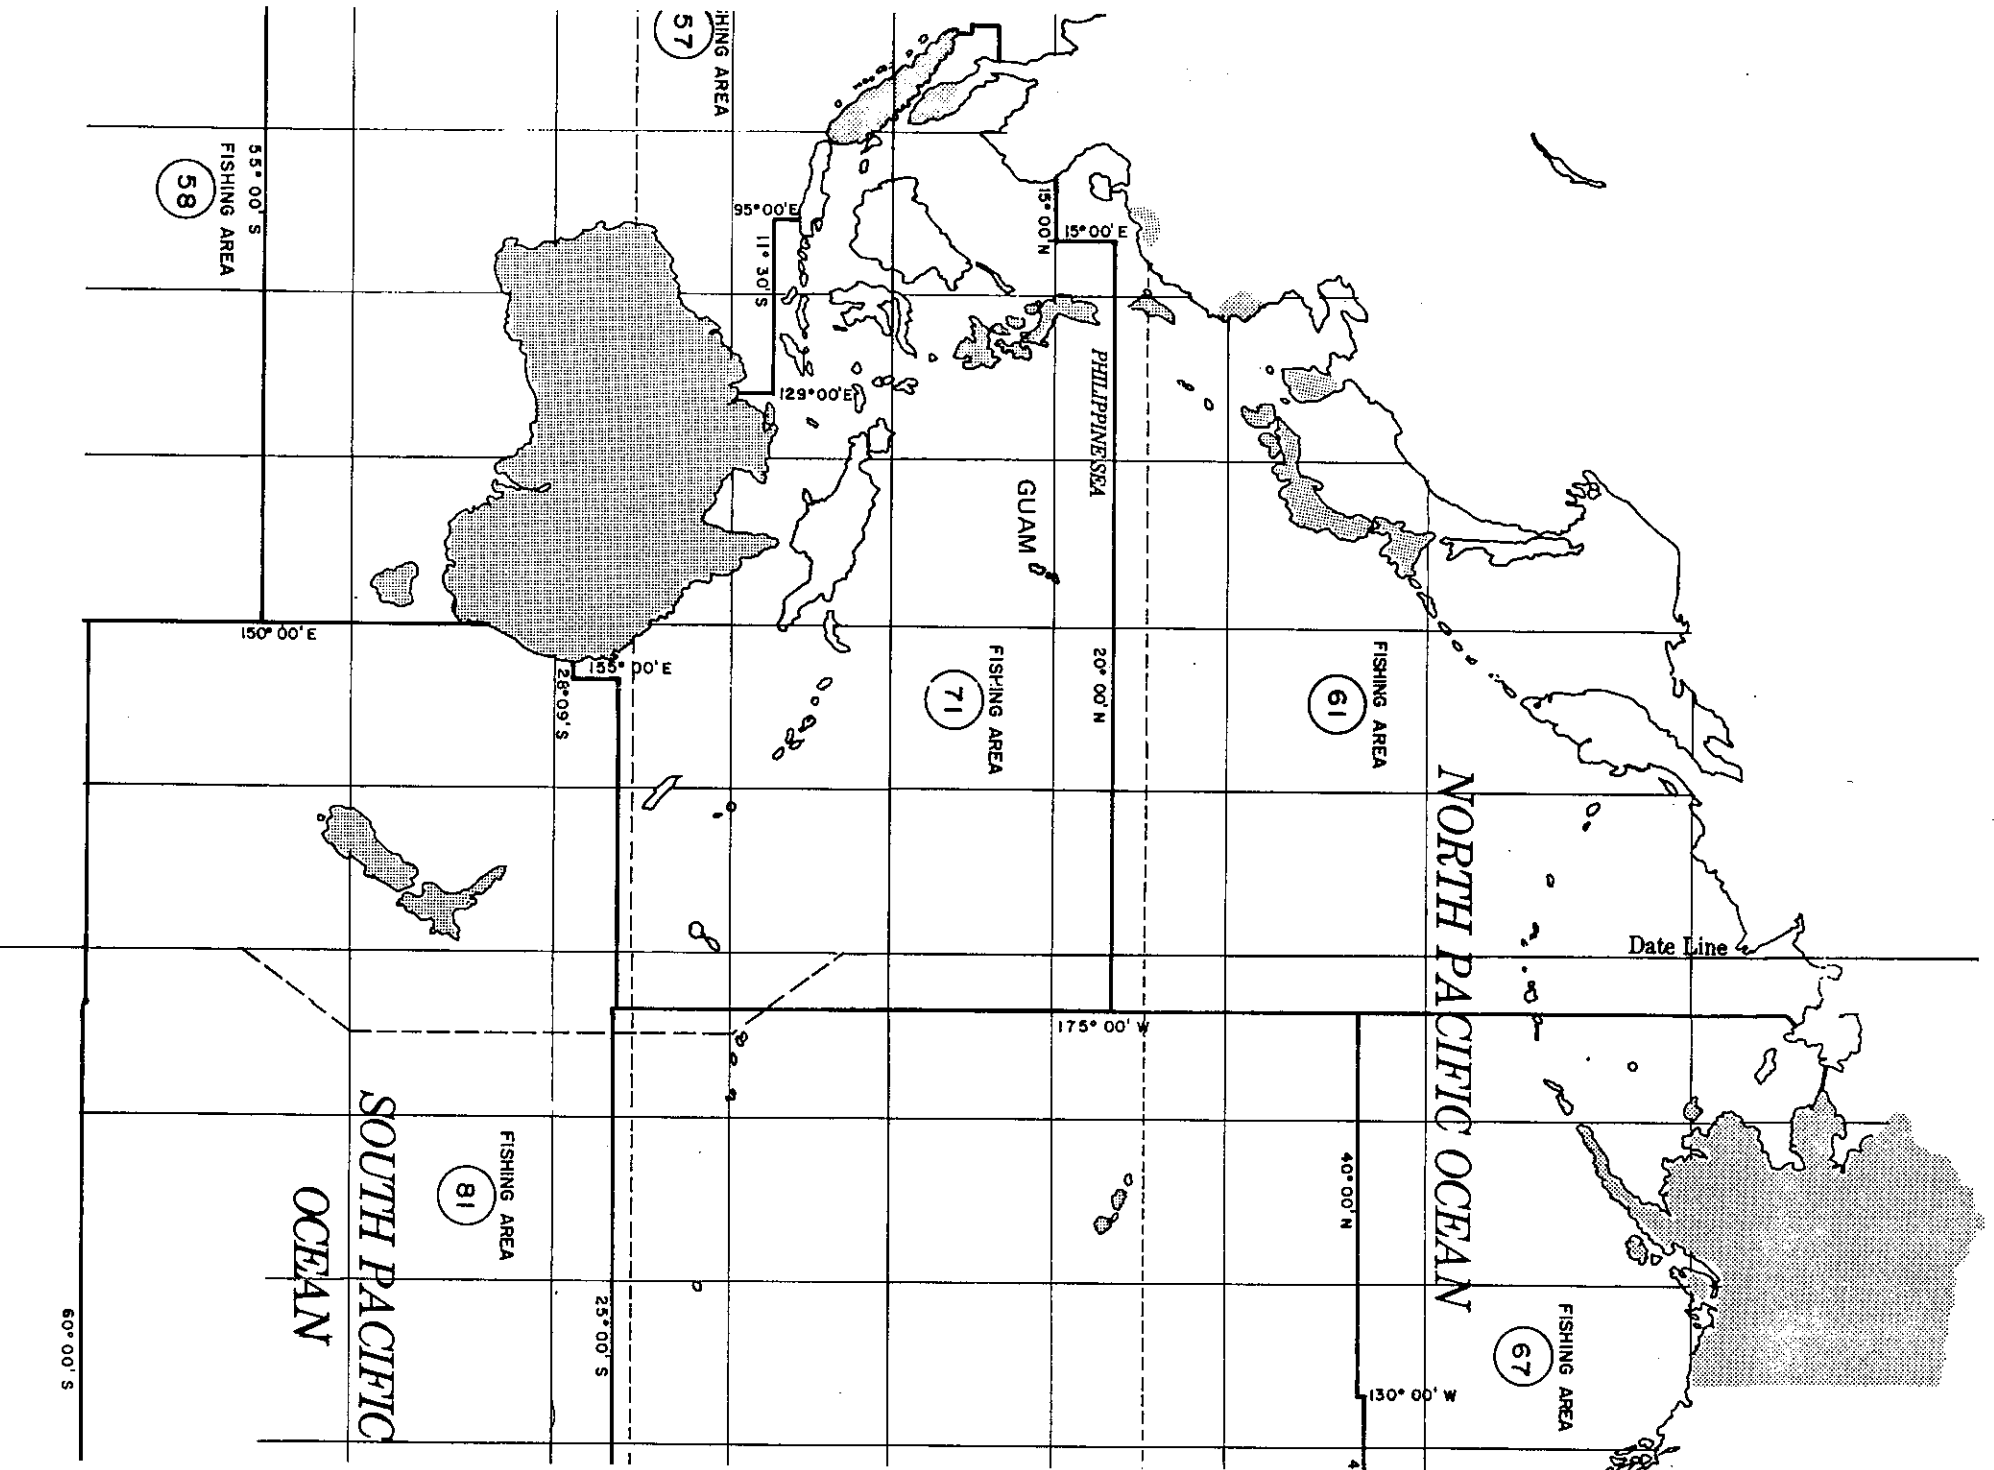 FISHING AREA
67
130° 00' W
40° 00' N
NORTH PACIFIC OCEAN
Date Line
FISHING AREA
61
175° 00' W
20° 00' N
PHILIPPINE SEA
15° 00' E
15° 00' N
GUAM
FISHING AREA
71
129° 00' E
11° 30' S
95° 00' E
HING AREA
57
155° 00' E
28° 09' S
25° 00' S
FISHING AREA
81
SOUTH PACIFIC
OCEAN
150° 00' E
55° 00' S
FISHING AREA
58
60° 00' S
4